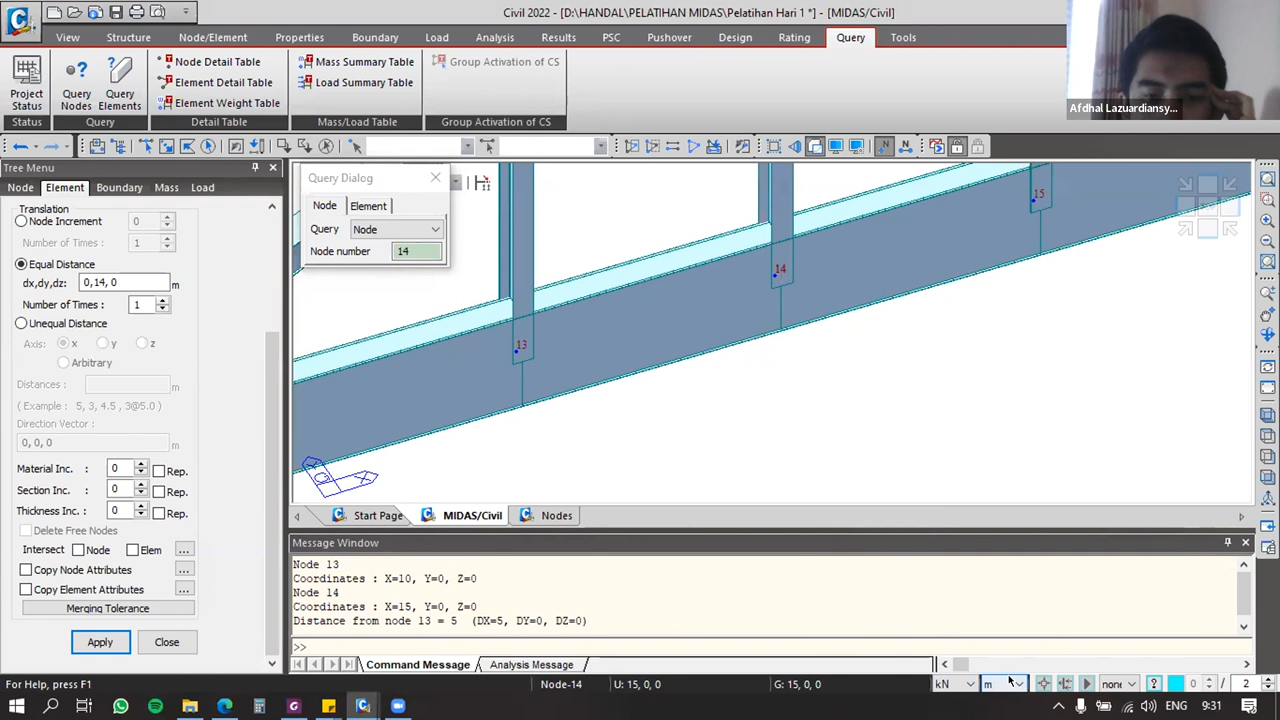 Civil 2022 - [D:\HANDAL\PELATIHAN MIDAS\Pelatihan Hari 1 *] - [MIDAS/Civil]
View Structure Node/Element Properties Boundary Load Analysis Results PSC Pushover Design Rating Query Tools
Project Status
Query Nodes
Query Elements
Node Detail Table
Element Detail Table
Element Weight Table
Mass Summary Table
Load Summary Table
Group Activation of CS
Status Query Detail Table Mass/Load Table Group Activation of CS
Afdhal Lazuardiansy...
Tree Menu
Node Element Boundary Mass Load
Translation
Node Increment 0
Number of Times : 1
Equal Distance
dx,dy,dz: 0,14, 0 m
Number of Times : 1
Unequal Distance
Axis: x y z
Arbitrary
Distances : m
( Example : 5, 3, 4.5 , 3@5.0 )
Direction Vector :
0, 0, 0 m
Material Inc. : 0 Rep.
Section Inc. : 0 Rep.
Thickness Inc. : 0 Rep.
Delete Free Nodes
Intersect Node Elem ...
Copy Node Attributes ...
Copy Element Attributes ...
Merging Tolerance
Apply Close
Query Dialog
Node Element
Query Node
Node number 14
13
14
15
Start Page MIDAS/Civil Nodes
Message Window
Node 13
Coordinates : X=10, Y=0, Z=0
Node 14
Coordinates : X=15, Y=0, Z=0
Distance from node 13 = 5 (DX=5, DY=0, DZ=0)
>>
Command Message Analysis Message
For Help, press F1 Node-14 U: 15, 0, 0 G: 15, 0, 0 kN m none ? 0 / 2
ENG 9:31